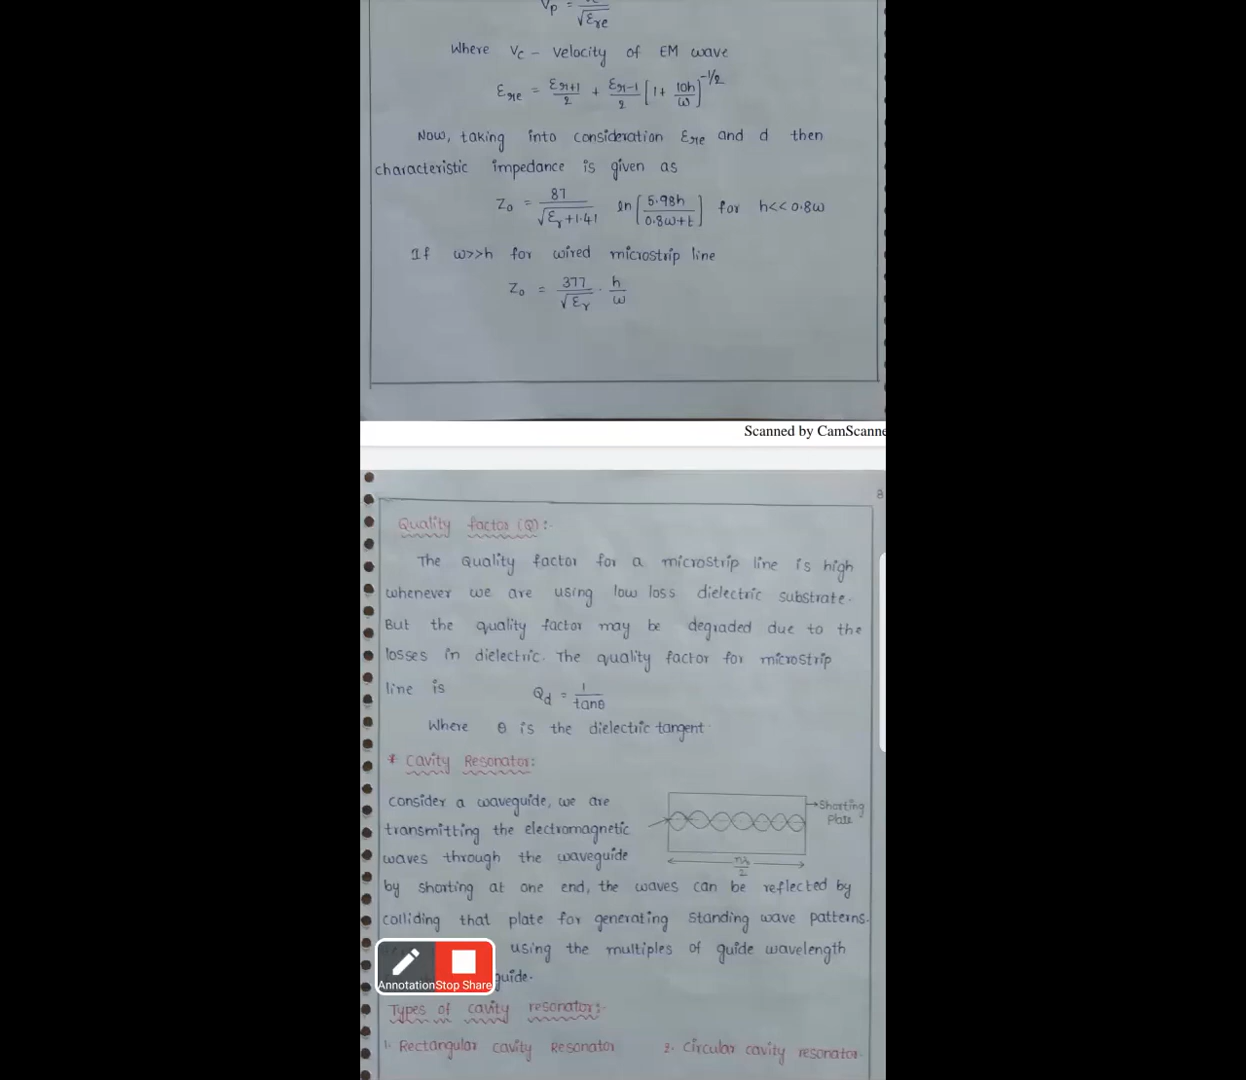 Vp = / √εre
Where Vc - Velocity of EM wave
εre = εr+1/2 + εr-1/2 [1+ 10h/ω]^-1/2
Now, taking into consideration εre and d then
characteristic impedance is given as
Z0 = 87/√εr+1.41 ln[5.98h/0.8ω+t] for h<<0.8ω
If ω>>h for wired microstrip line
Z0 = 377/√εr · h/ω
Scanned by CamScanne
8
Quality factor (Q):-
The Quality factor for a microstrip line is high
whenever we are using low loss dielectric substrate.
But the quality factor may be degraded due to the
losses in dielectric. The quality factor for microstrip
line is Qd = 1/tanθ
Where θ is the dielectric tangent.
* Cavity Resonator:
consider a waveguide, we are
transmitting the electromagnetic
waves through the waveguide
→Shorting
Plate
nλ/2
by shorting at one end, the waves can be reflected by
colliding that plate for generating standing wave patterns.
using the multiples of guide wavelength
guide.
Annotation Stop Share
Types of cavity resonator:-
1. Rectangular cavity Resonator 2. Circular cavity resonator.